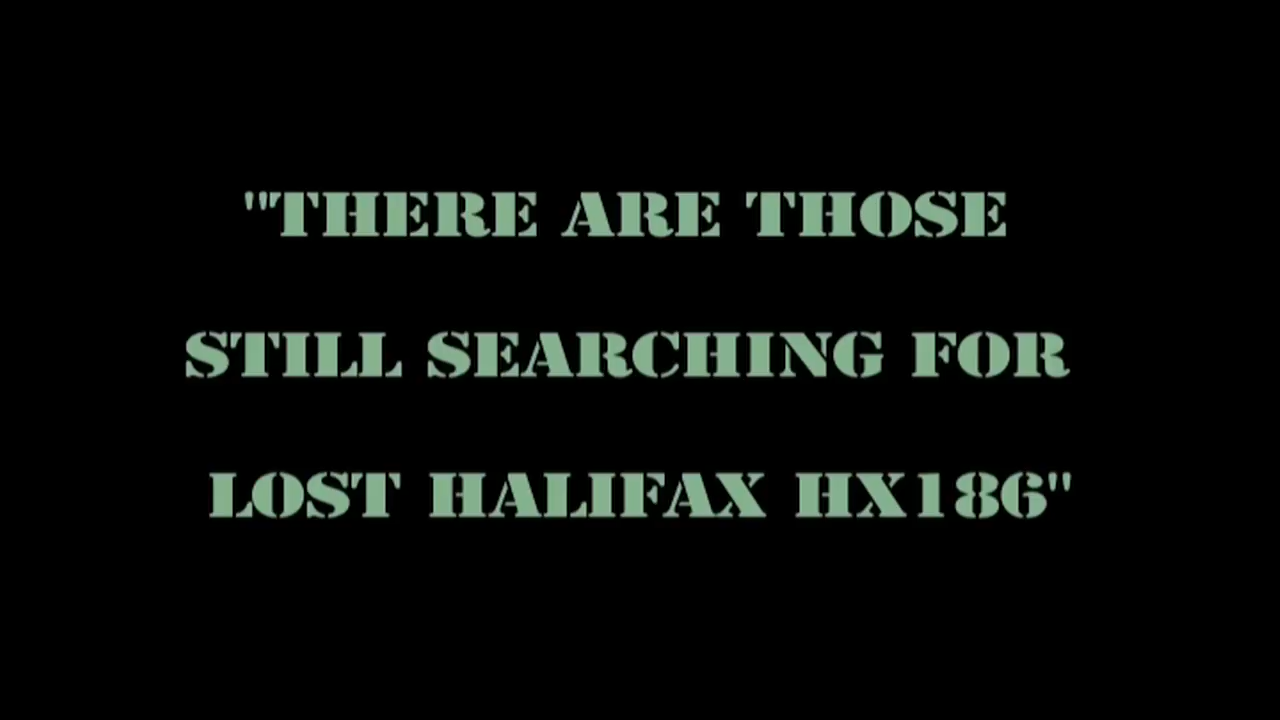 "THERE ARE THOSE
STILL SEARCHING FOR
LOST HALIFAX HX186"